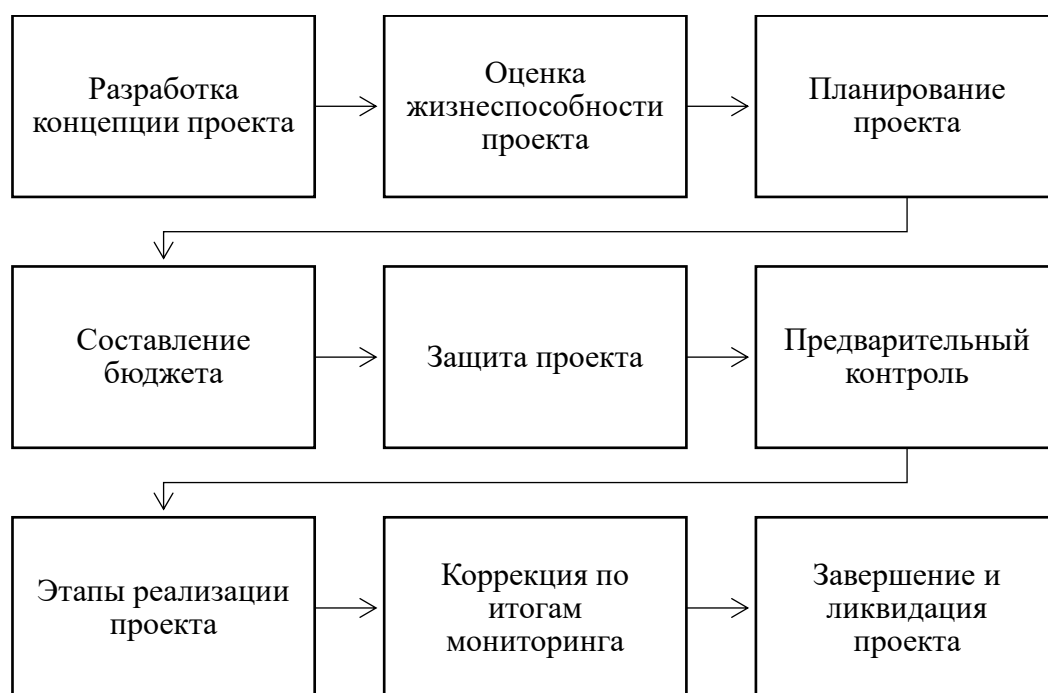 Разработка
концепции проекта
Оценка
жизнеспособности
проекта
Планирование
проекта
Составление
бюджета
Защита проекта
Предварительный
контроль
Этапы реализации
проекта
Коррекция по
итогам
мониторинга
Завершение и
ликвидация
проекта